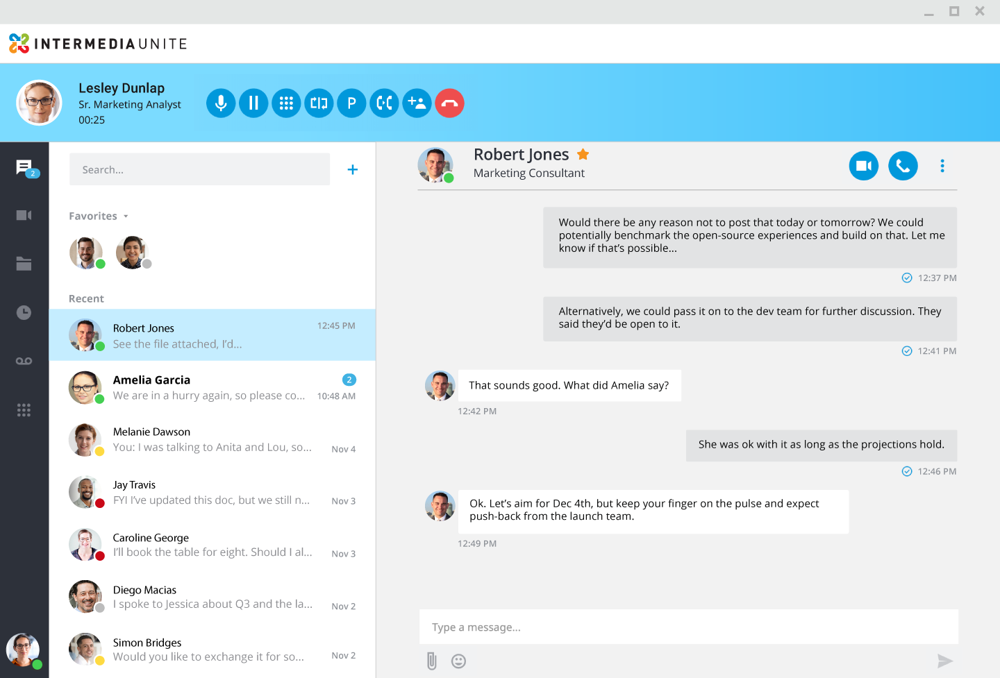 INTERMEDIA UNITE
Lesley Dunlap
Sr. Marketing Analyst
00:25
P
2
Search...
+
Favorites
Recent
Robert Jones
12:45 PM
See the file attached, I’d...
Amelia Garcia
2
We are in a hurry again, so please co...
10:48 AM
Melanie Dawson
You: I was talking to Anita and Lou, so...
Nov 4
Jay Travis
FYI I’ve updated this doc, but we still n...
Nov 3
Caroline George
I’ll book the table for eight. Should I al...
Nov 3
Diego Macias
I spoke to Jessica about Q3 and the la...
Nov 2
Simon Bridges
Would you like to exchange it for so...
Nov 2
Robert Jones
Marketing Consultant
Would there be any reason not to post that today or tomorrow? We could
potentially benchmark the open-source experiences and build on that. Let me
know if that’s possible...
12:37 PM
Alternatively, we could pass it on to the dev team for further discussion. They
said they’d be open to it.
12:41 PM
That sounds good. What did Amelia say?
12:42 PM
She was ok with it as long as the projections hold.
12:46 PM
Ok. Let’s aim for Dec 4th, but keep your finger on the pulse and expect
push-back from the launch team.
12:49 PM
Type a message...